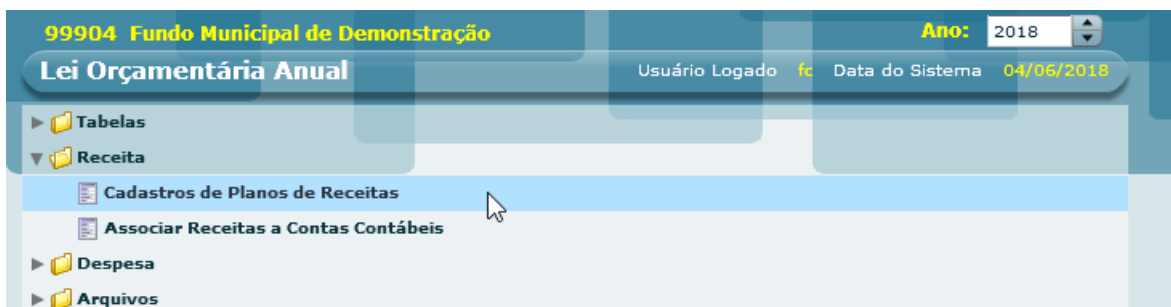 99904 Fundo Municipal de Demonstração Ano: 2018
Lei Orçamentária Anual Usuário Logado fc Data do Sistema 04/06/2018
Tabelas
Receita
Cadastros de Planos de Receitas
Associar Receitas a Contas Contábeis
Despesa
Arquivos